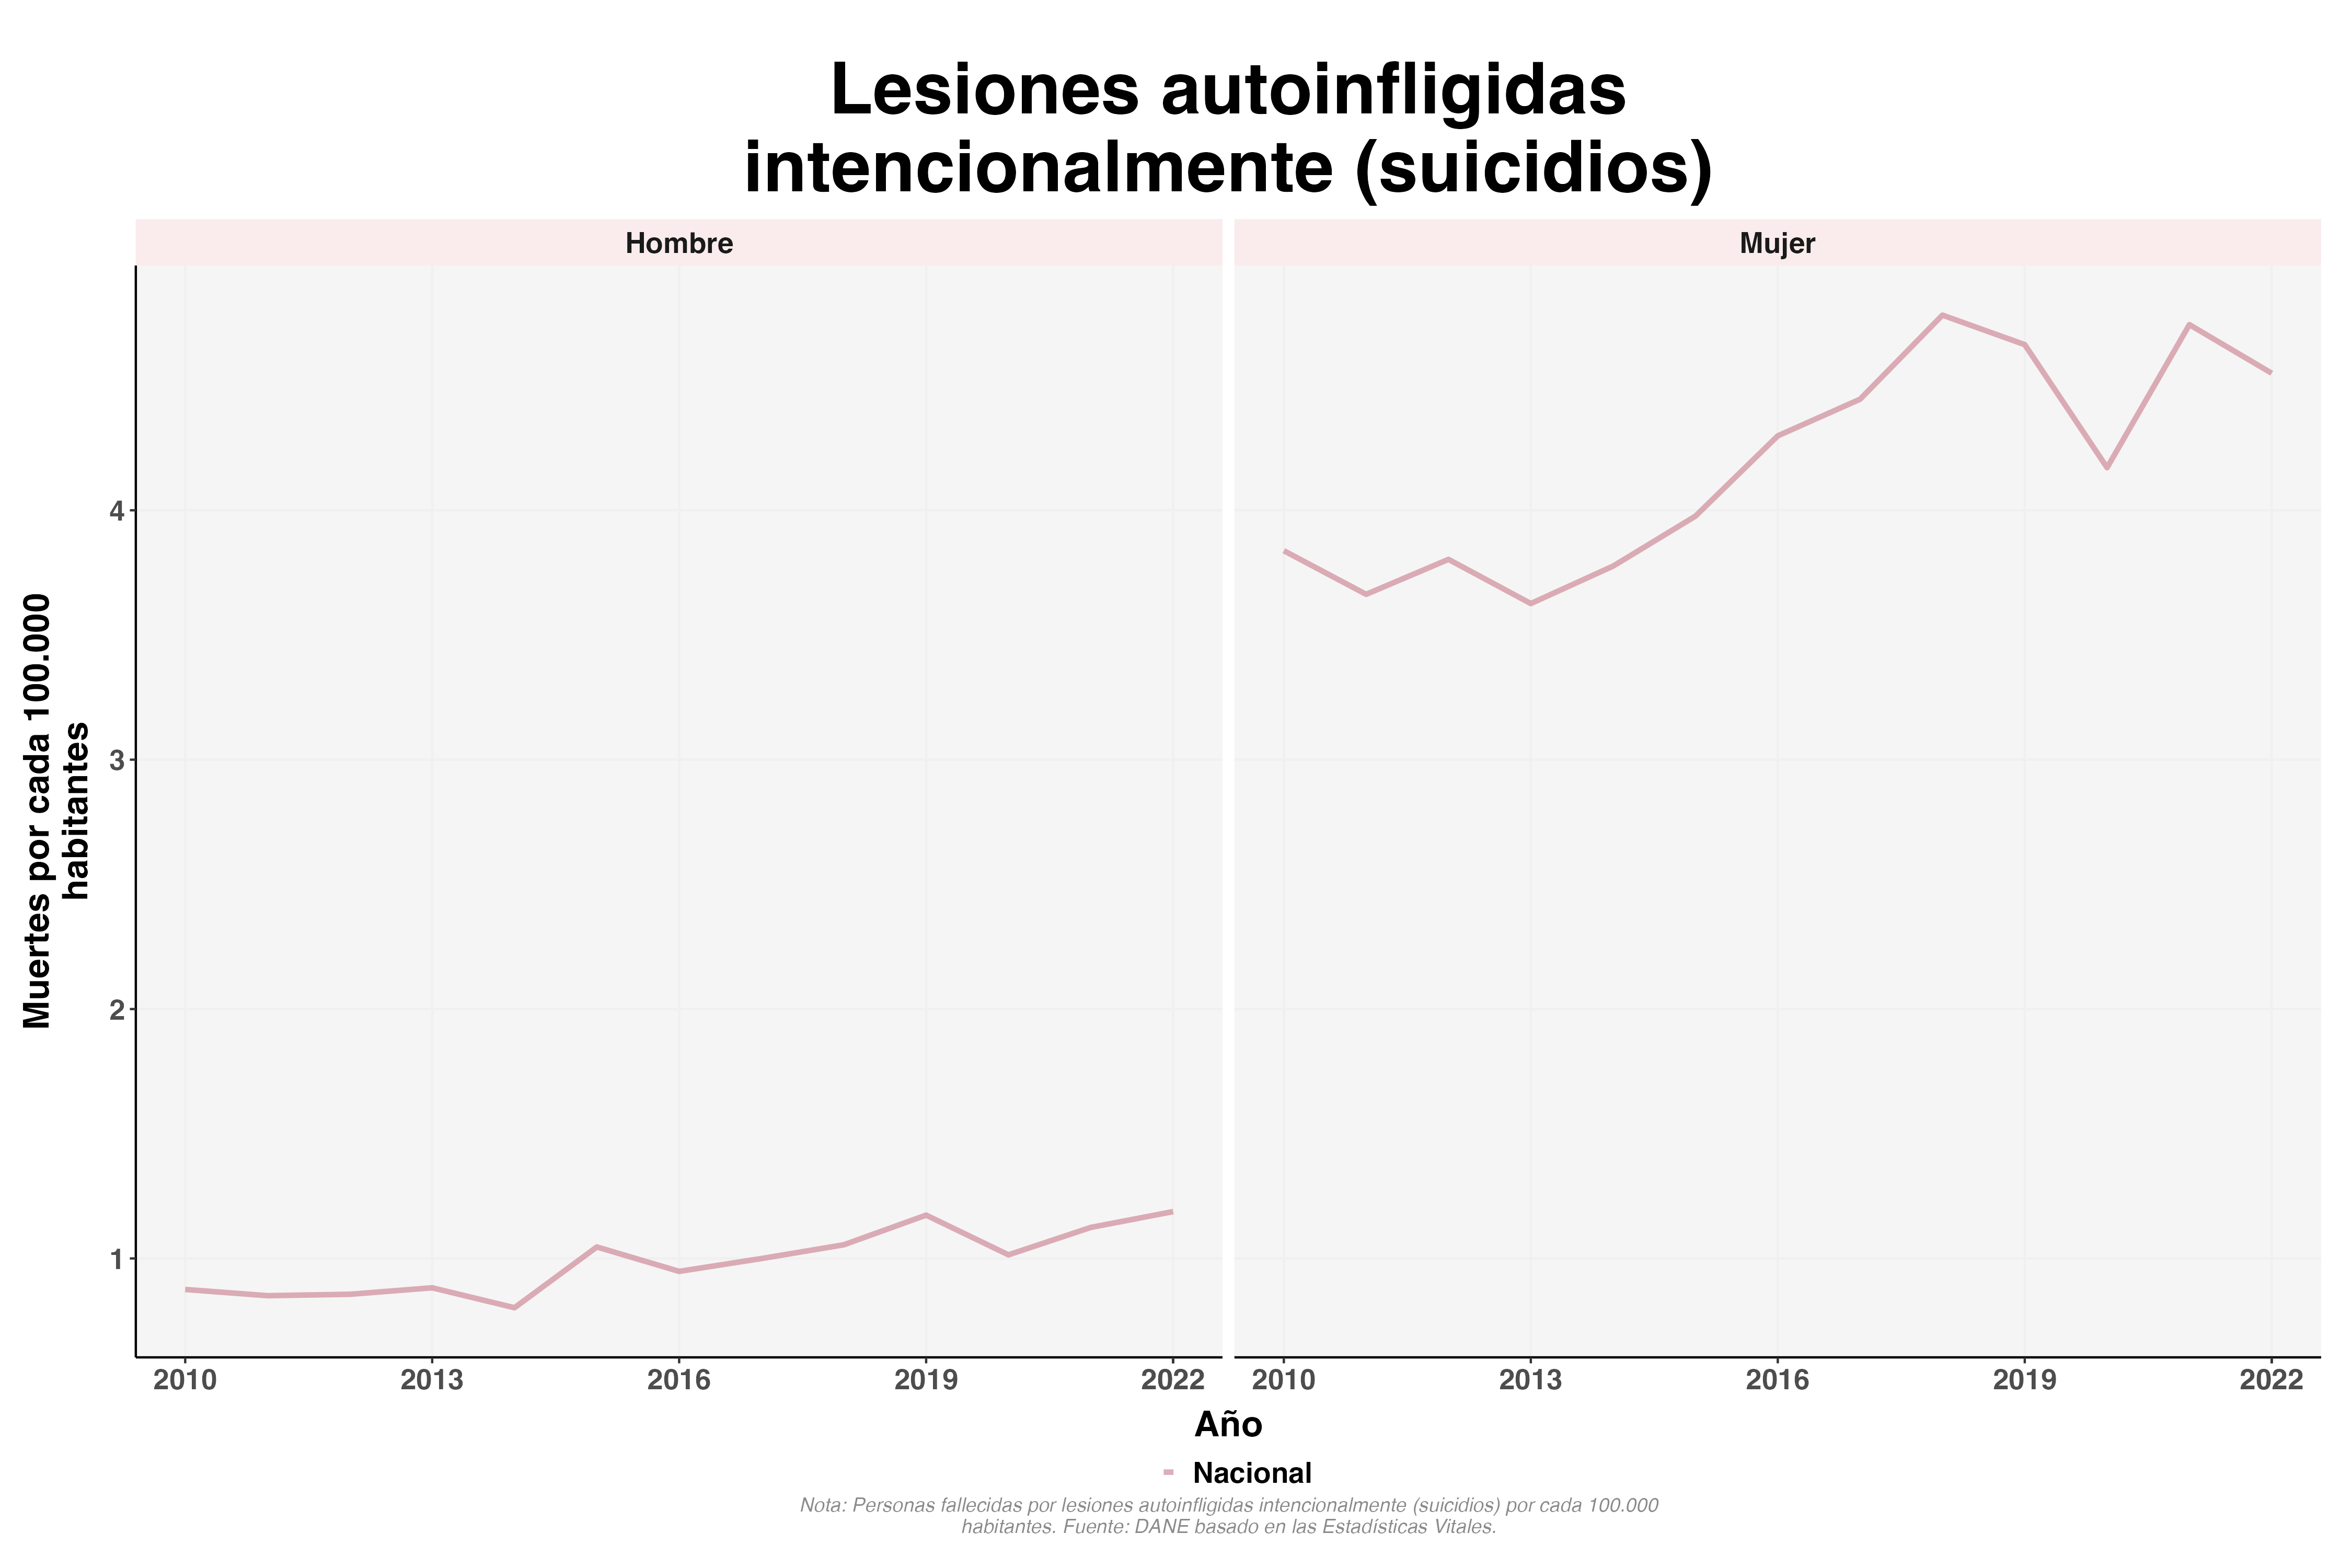 Lesiones autoinfligidas
intencionalmente (suicidios)
Hombre
Mujer
Muertes por cada 100.000
habitantes
4
3
2
1
2010
2013
2016
2019
2022
2010
2013
2016
2019
2022
Año
Nacional
Nota: Personas fallecidas por lesiones autoinfligidas intencionalmente (suicidios) por cada 100.000
habitantes. Fuente: DANE basado en las Estadísticas Vitales.